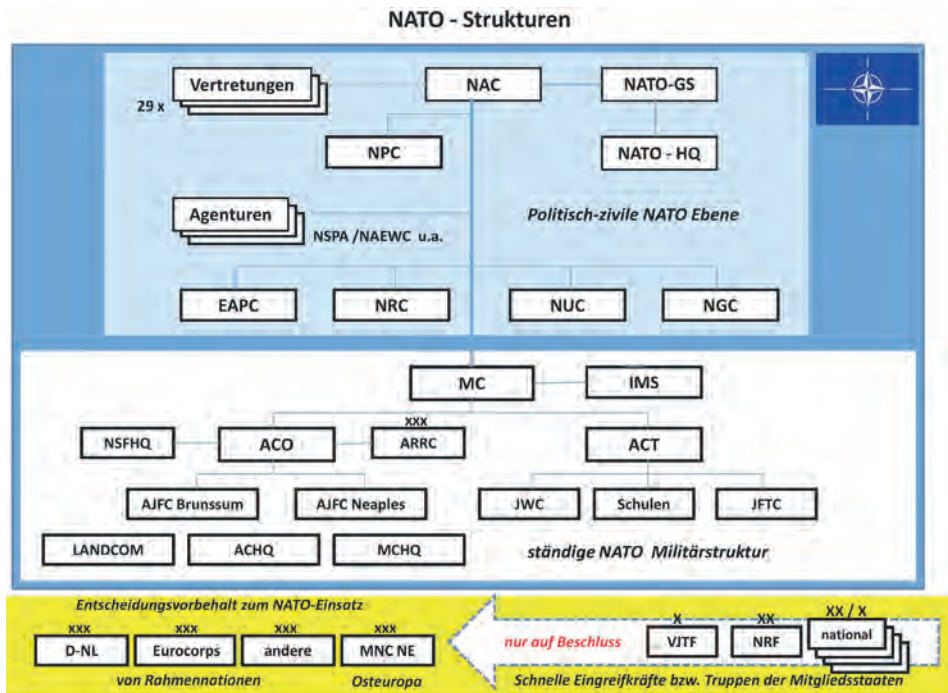 NATO - Strukturen
Vertretungen
NAC
NATO-GS
29 x
NPC
NATO - HQ
Agenturen
Politisch-zivile NATO Ebene
NSPA /NAEWC u.a.
EAPC
NRC
NUC
NGC
MC
IMS
xxx
NSFHQ
ACO
ARRC
ACT
AJFC Brunssum
AJFC Neaples
JWC
Schulen
JFTC
LANDCOM
ACHQ
MCHQ
ständige NATO Militärstruktur
Entscheidungsvorbehalt zum NATO-Einsatz
xxx
xxx
xxx
xxx
D-NL
Eurocorps
andere
MNC NE
von Rahmennationen
Osteuropa
nur auf Beschluss
X
XX
XX / X
VJTF
NRF
national
Schnelle Eingreifkräfte bzw. Truppen der Mitgliedsstaaten